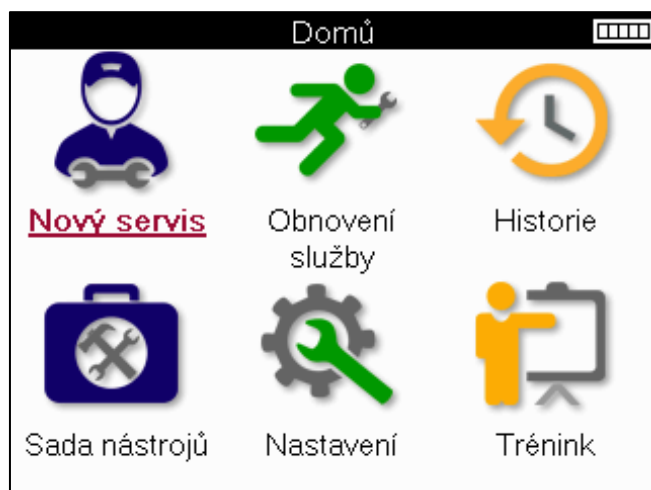 Domů
Nový servis
Obnovení
služby
Historie
Sada nástrojů
Nastavení
Trénink